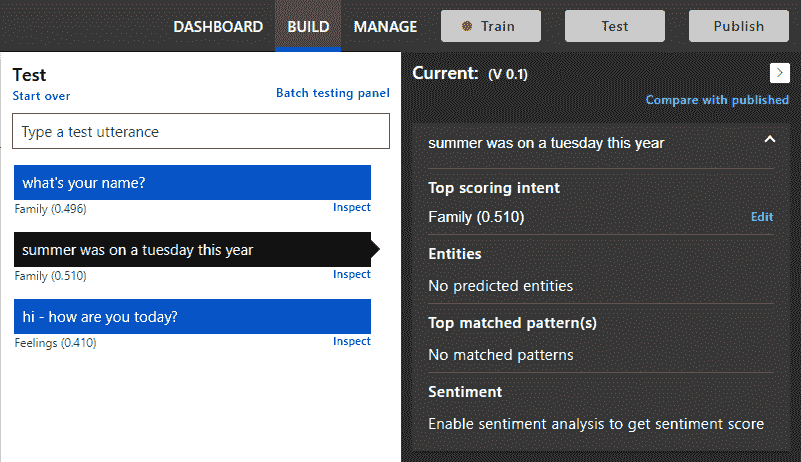 DASHBOARD BUILD MANAGE Train Test Publish
Test
Start over Batch testing panel
Type a test utterance
what's your name?
Family (0.496) Inspect
summer was on a tuesday this year
Family (0.510) Inspect
hi - how are you today?
Feelings (0.410) Inspect
Current: (V 0.1)
Compare with published
summer was on a tuesday this year
Top scoring intent
Family (0.510) Edit
Entities
No predicted entities
Top matched pattern(s)
No matched patterns
Sentiment
Enable sentiment analysis to get sentiment score